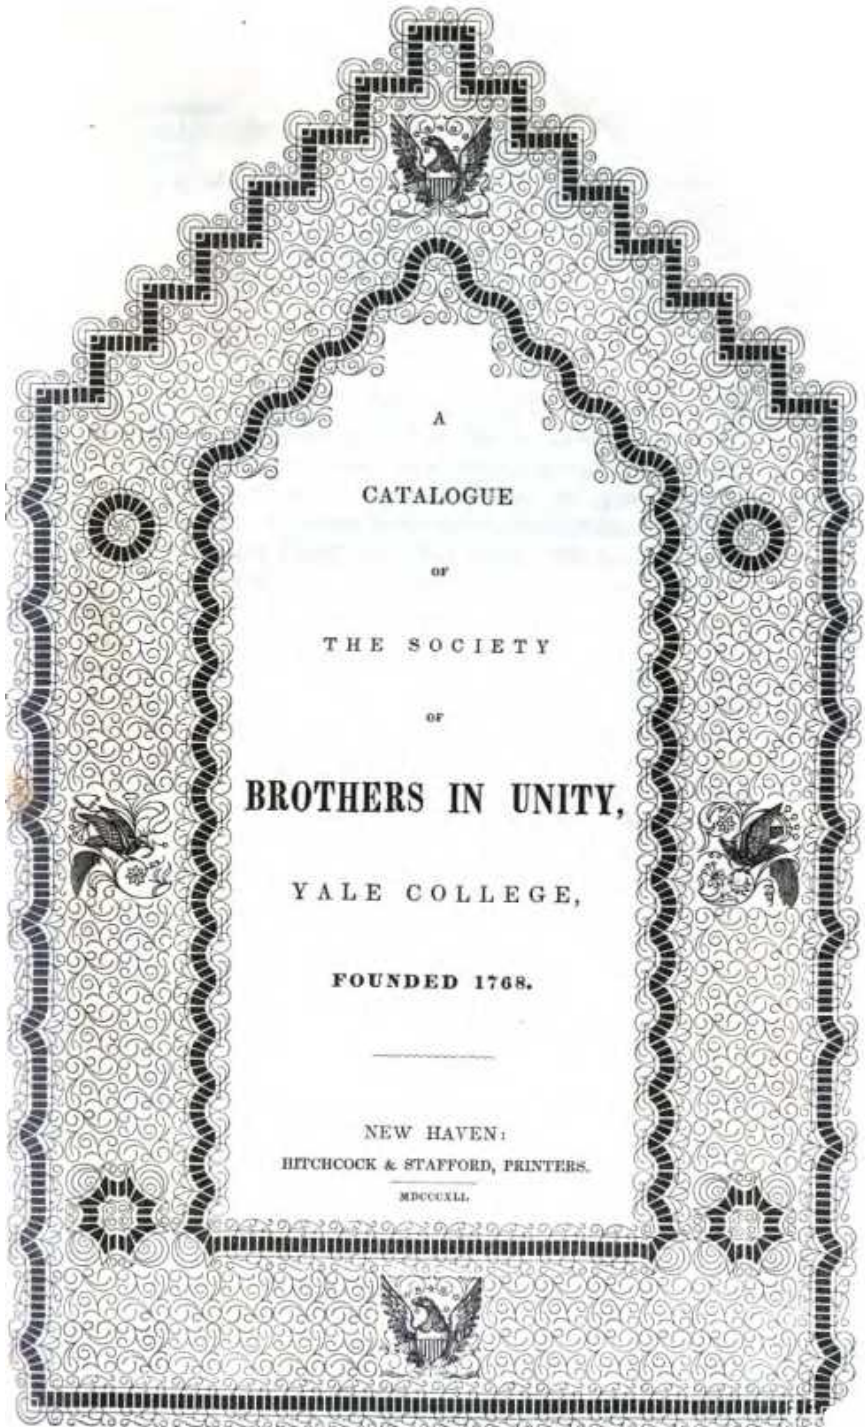 A
CATALOGUE
OF
THE SOCIETY
OF
BROTHERS IN UNITY,
YALE COLLEGE,
FOUNDED 1768.
NEW HAVEN:
HITCHCOCK & STAFFORD, PRINTERS.
MDCCCXLI.